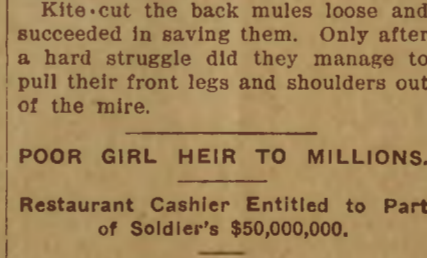 Kite cut the back mules loose and
succeeded in saving them. Only after
a hard struggle did they manage to
pull their front legs and shoulders out
of the mire.
POOR GIRL HEIR TO MILLIONS.
Restaurant Cashier Entitled to Part
of Soldier's $50,000,000.